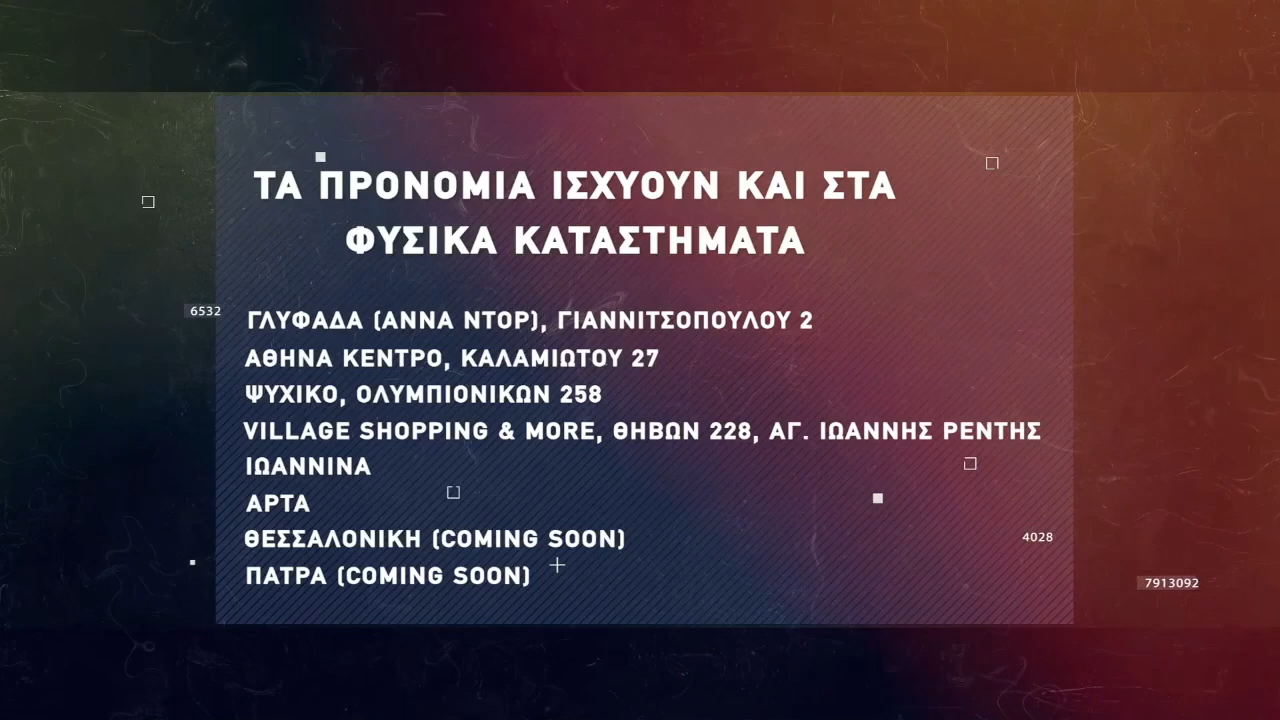 ΤΑ ΠΡΟΝΟΜΙΑ ΙΣΧΥΟΥΝ ΚΑΙ ΣΤΑ
ΦΥΣΙΚΑ ΚΑΤΑΣΤΗΜΑΤΑ
6532
ΓΛΥΦΑΔΑ (ΑΝΝΑ ΝΤΟΡ), ΓΙΑΝΝΙΤΣΟΠΟΥΛΟΥ 2
ΑΘΗΝΑ ΚΕΝΤΡΟ, ΚΑΛΑΜΙΩΤΟΥ 27
ΨΥΧΙΚΟ, ΟΛΥΜΠΙΟΝΙΚΩΝ 258
VILLAGE SHOPPING & MORE, ΘΗΒΩΝ 228, ΑΓ. ΙΩΑΝΝΗΣ ΡΕΝΤΗΣ
ΙΩΑΝΝΙΝΑ
ΑΡΤΑ
ΘΕΣΣΑΛΟΝΙΚΗ (COMING SOON)
4028
ΠΑΤΡΑ (COMING SOON)
7913092